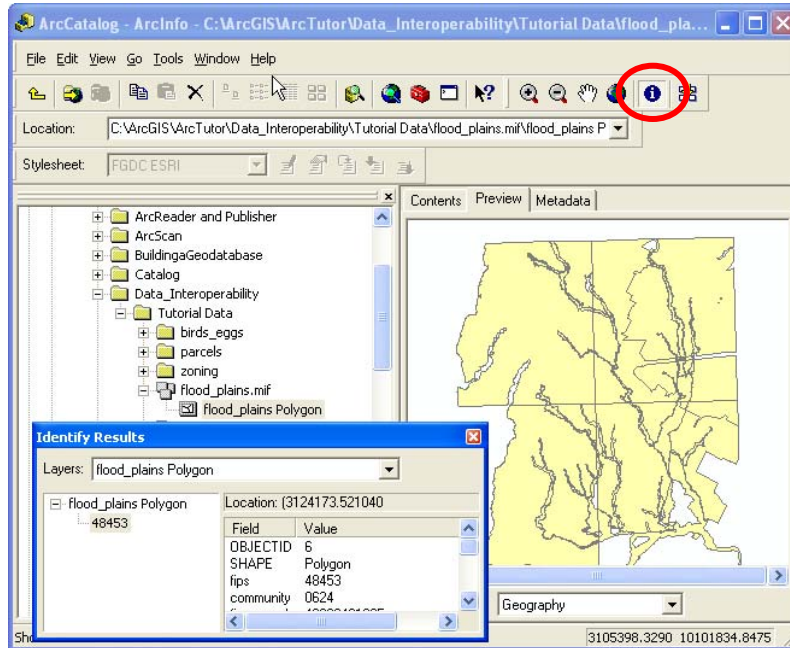 ArcCatalog - ArcInfo - C:\ArcGIS\ArcTutor\Data_Interoperability\Tutorial Data\flood_pla...
File Edit View Go Tools Window Help
Location: C:\ArcGIS\ArcTutor\Data_Interoperability\Tutorial Data\flood_plains.mif\flood_plains P
Stylesheet: FGDC ESRI
Contents Preview Metadata
ArcReader and Publisher
ArcScan
BuildingaGeodatabase
Catalog
Data_Interoperability
Tutorial Data
birds_eggs
parcels
zoning
flood_plains.mif
flood_plains Polygon
Identify Results
Layers: flood_plains Polygon
flood_plains Polygon
48453
Location: (3124173.521040
Field Value
OBJECTID 6
SHAPE Polygon
fips 48453
community 0624
Geography
Sho
3105398.3290 10101834.8475